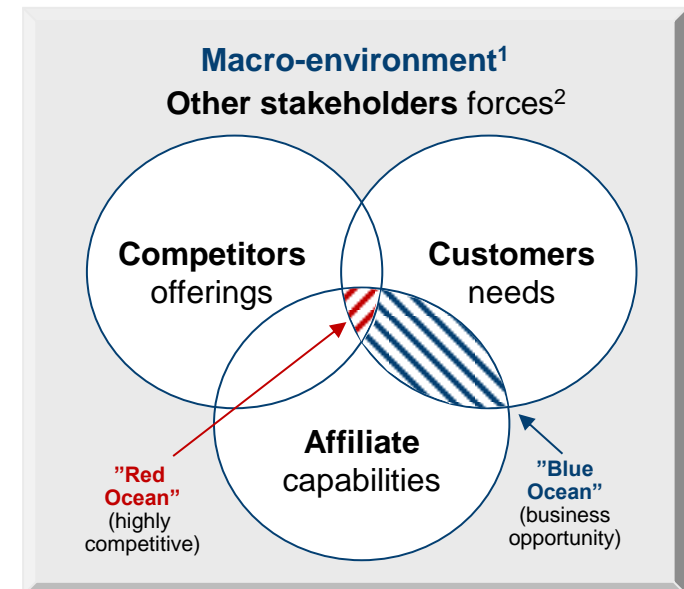 Macro-environment¹
Other stakeholders forces²
Competitors
offerings
Customers
needs
Affiliate
capabilities
”Red
Ocean”
(highly
competitive)
”Blue
Ocean”
(business
opportunity)